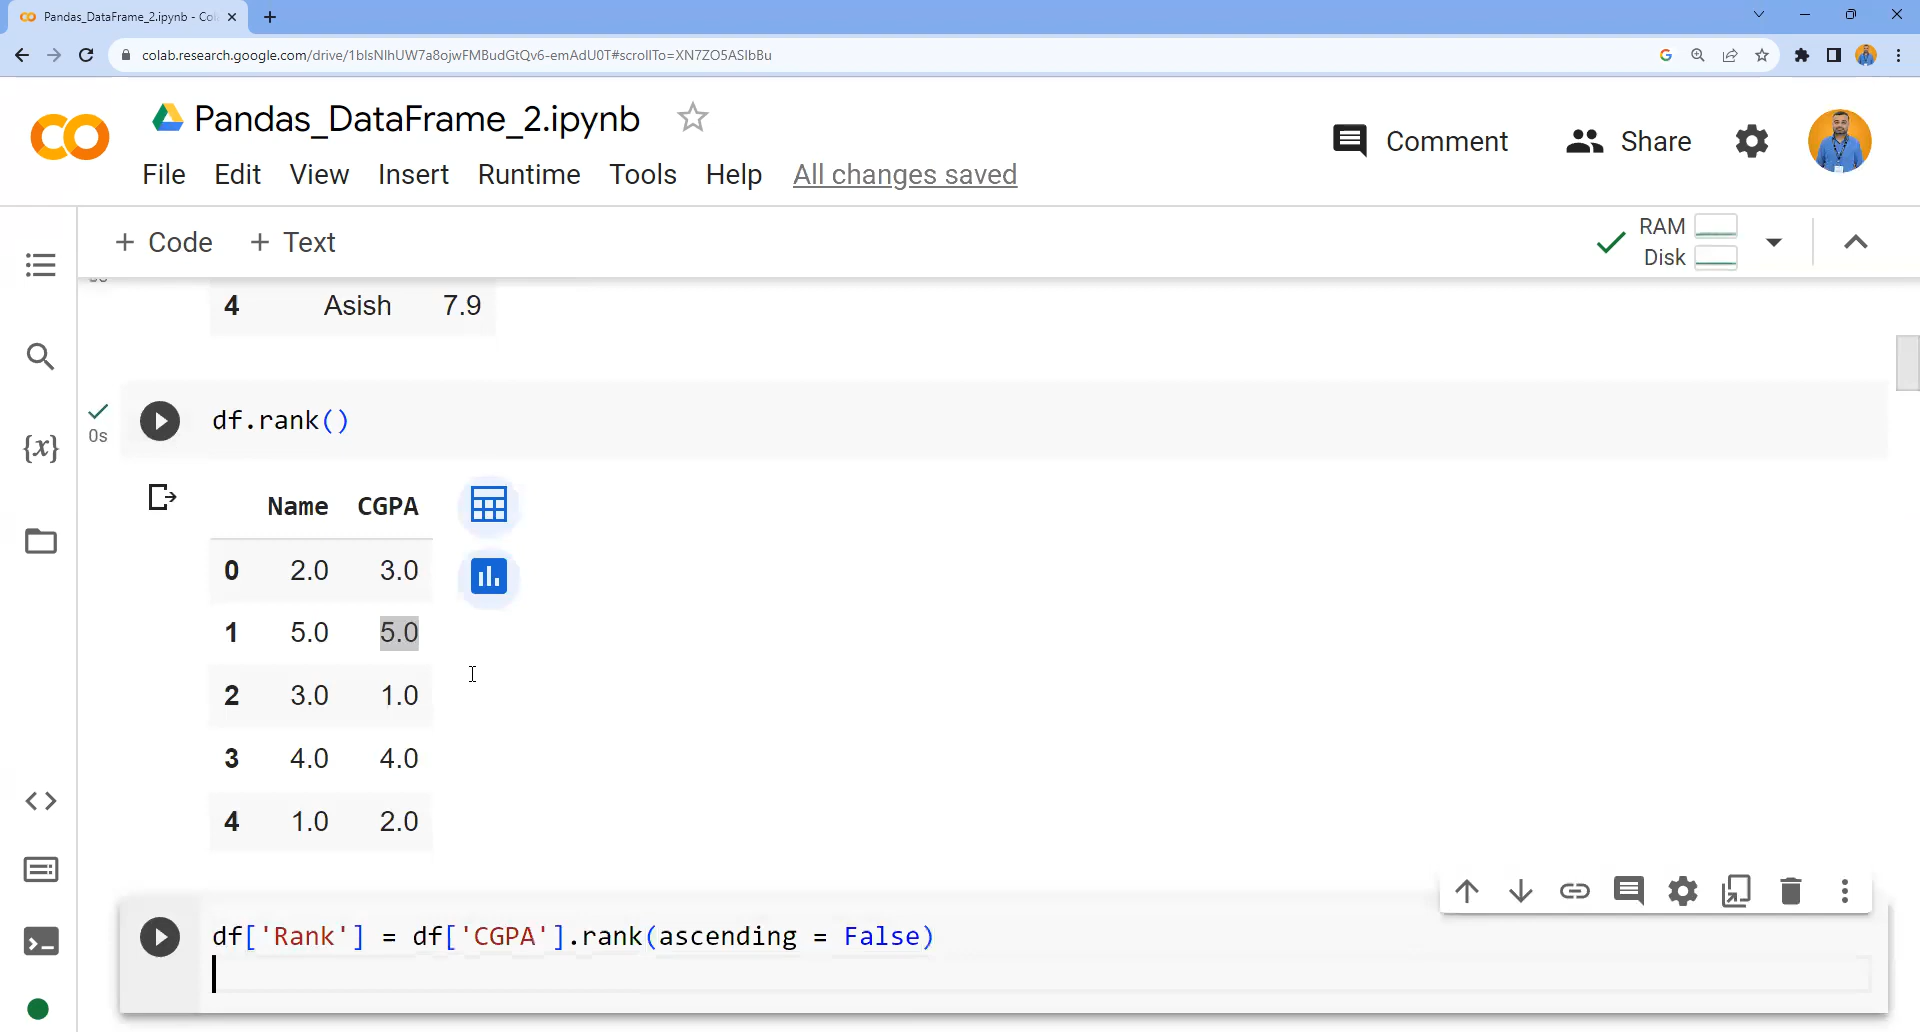 Pandas_DataFrame_2.ipynb - Col
colab.research.google.com/drive/1blsNlhUW7a8ojwFMBudGtQv6-emAdU0T#scrollTo=XN7ZO5ASlbBu
Pandas_DataFrame_2.ipynb
File Edit View Insert Runtime Tools Help All changes saved
Comment Share
+ Code + Text
RAM
Disk
4 Asish 7.9
df.rank()
0s
Name CGPA
0 2.0 3.0
1 5.0 5.0
2 3.0 1.0
3 4.0 4.0
4 1.0 2.0
df['Rank'] = df['CGPA'].rank(ascending = False)